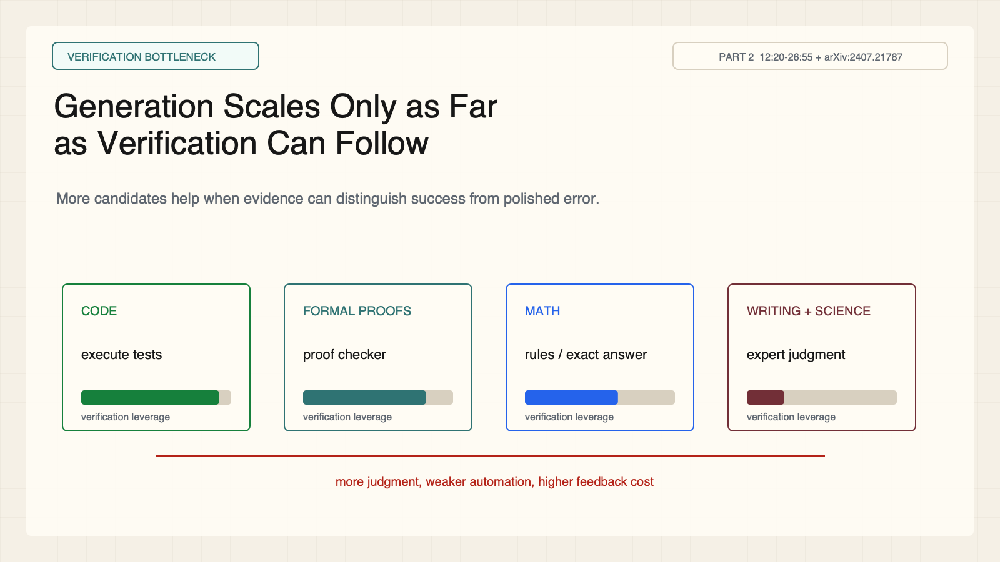 VERIFICATION BOTTLENECK
PART 2 12:20-26:55 + arXiv:2407.21787
Generation Scales Only as Far
as Verification Can Follow
More candidates help when evidence can distinguish success from polished error.
CODE
execute tests
verification leverage
FORMAL PROOFS
proof checker
verification leverage
MATH
rules / exact answer
verification leverage
WRITING + SCIENCE
expert judgment
verification leverage
more judgment, weaker automation, higher feedback cost